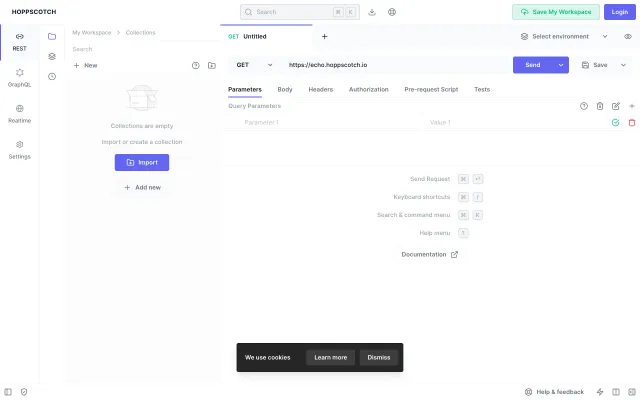 HOPPSCOTCH
Search
⌘ K
Save My Workspace
Login
REST
GraphQL
Realtime
Settings
My Workspace > Collections
Search
New
Collections are empty
Import or create a collection
Import
Add new
GET Untitled
Select environment
GET
https://echo.hoppscotch.io
Send
Save
Parameters Body Headers Authorization Pre-request Script Tests
Query Parameters
Parameter 1 Value 1
Send Request ⌘ ⏎
Keyboard shortcuts ⌘ /
Search & command menu ⌘ K
Help menu ?
Documentation
We use cookies Learn more Dismiss
Help & feedback